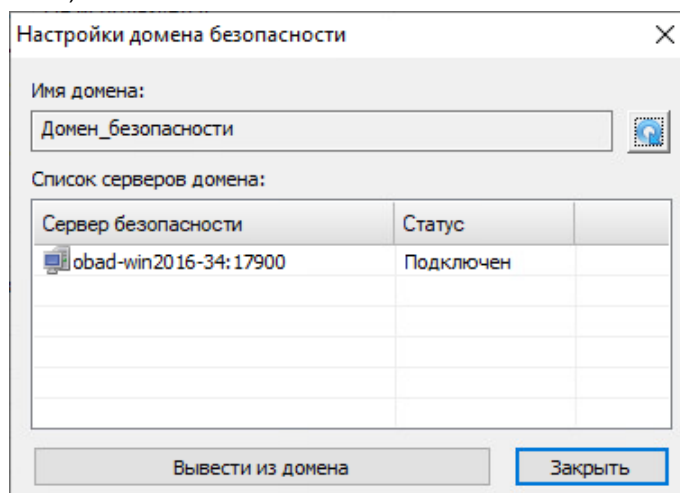 Настройки домена безопасности
Имя домена:
Домен_безопасности
Список серверов домена:
Сервер безопасности Статус
obad-win2016-34:17900 Подключен
Вывести из домена Закрыть